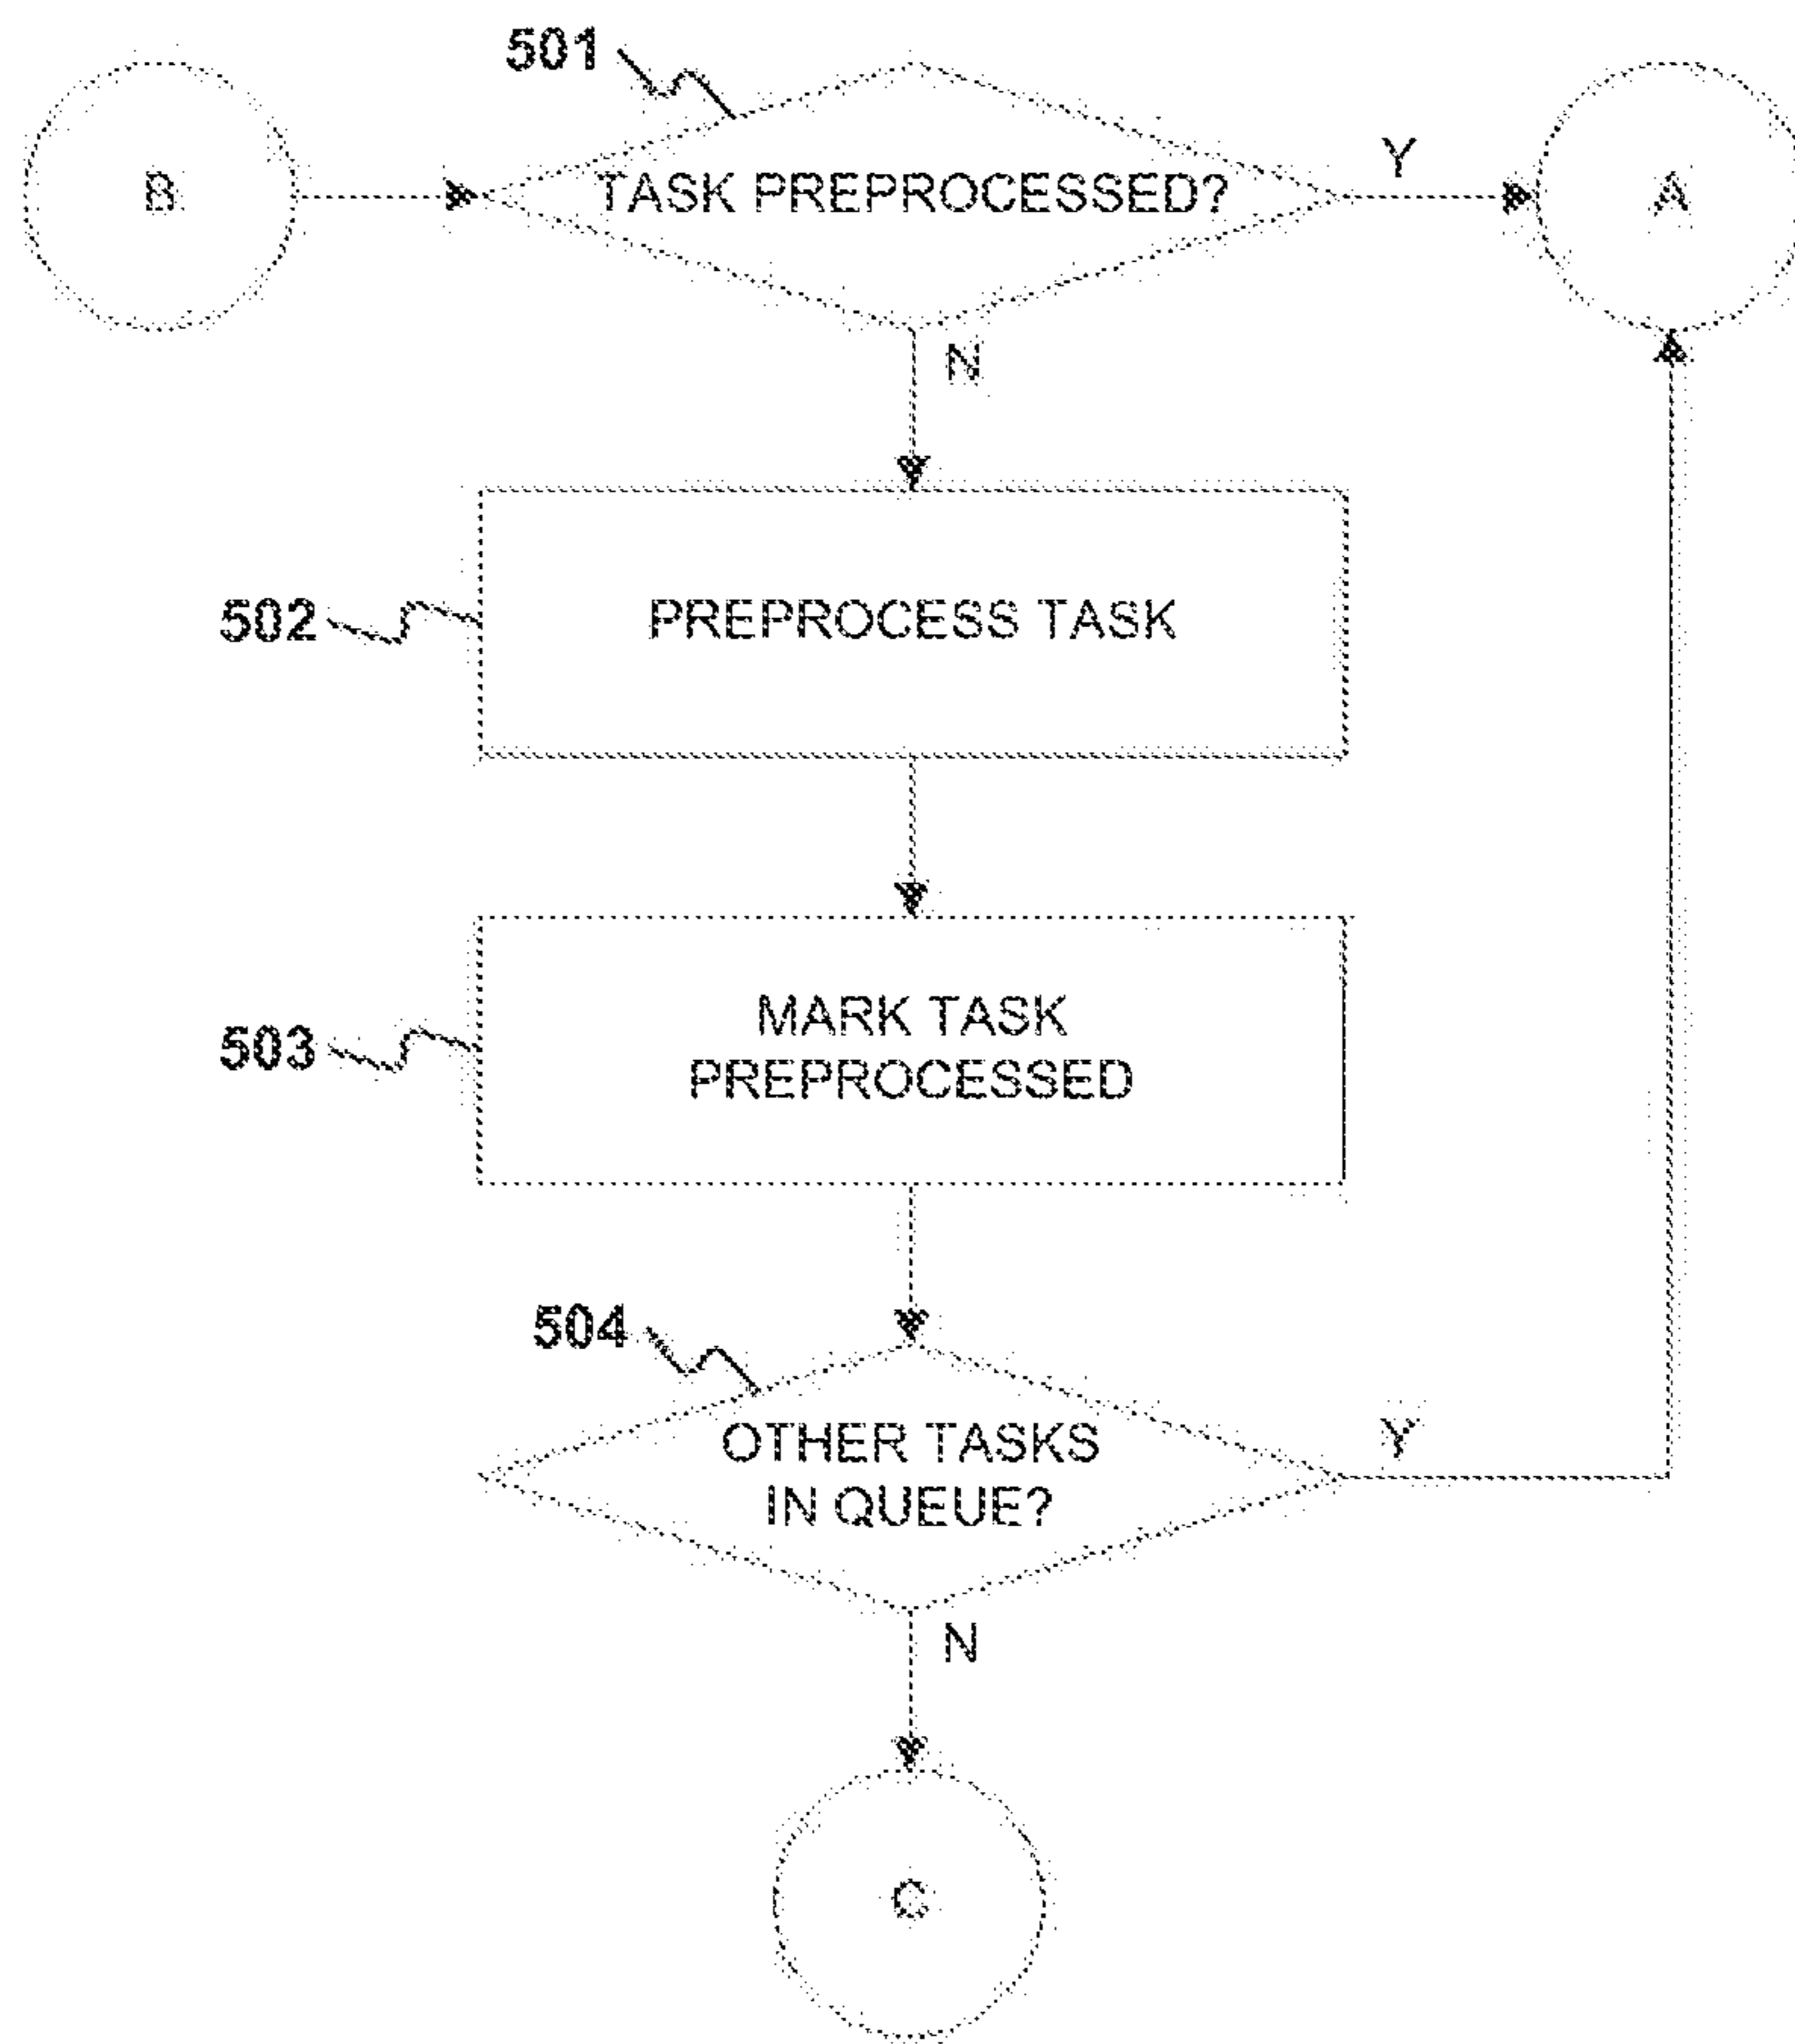 501
B
TASK PREPROCESSED?
Y
A
N
502
PREPROCESS TASK
503
MARK TASK
PREPROCESSED
504
OTHER TASKS
IN QUEUE?
Y
N
C